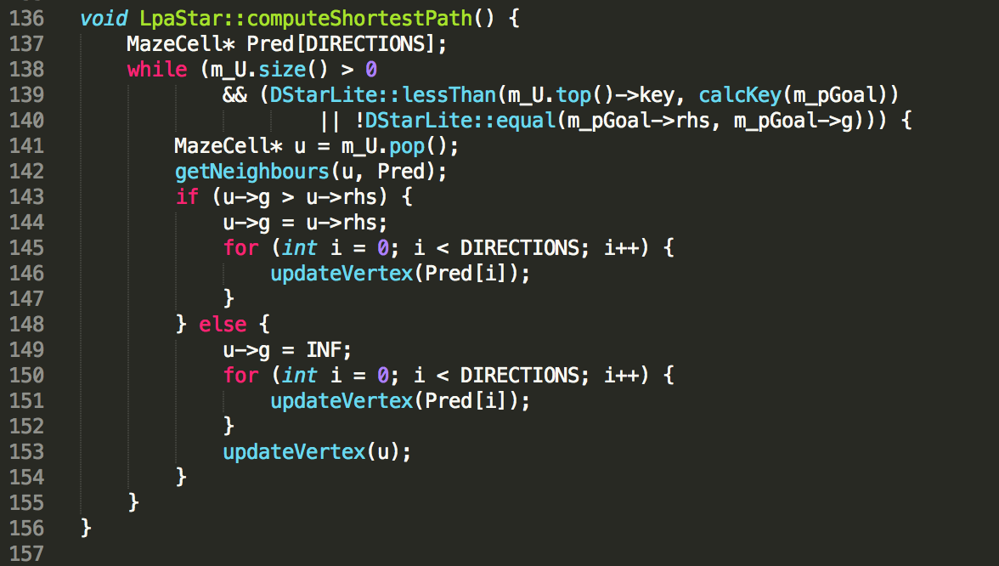 136 void LpaStar::computeShortestPath() {
137     MazeCell* Pred[DIRECTIONS];
138     while (m_U.size() > 0
139             && (DStarLite::lessThan(m_U.top()->key, calcKey(m_pGoal))
140                     || !DStarLite::equal(m_pGoal->rhs, m_pGoal->g))) {
141         MazeCell* u = m_U.pop();
142         getNeighbours(u, Pred);
143         if (u->g > u->rhs) {
144             u->g = u->rhs;
145             for (int i = 0; i < DIRECTIONS; i++) {
146                 updateVertex(Pred[i]);
147             }
148         } else {
149             u->g = INF;
150             for (int i = 0; i < DIRECTIONS; i++) {
151                 updateVertex(Pred[i]);
152             }
153             updateVertex(u);
154         }
155     }
156 }
157